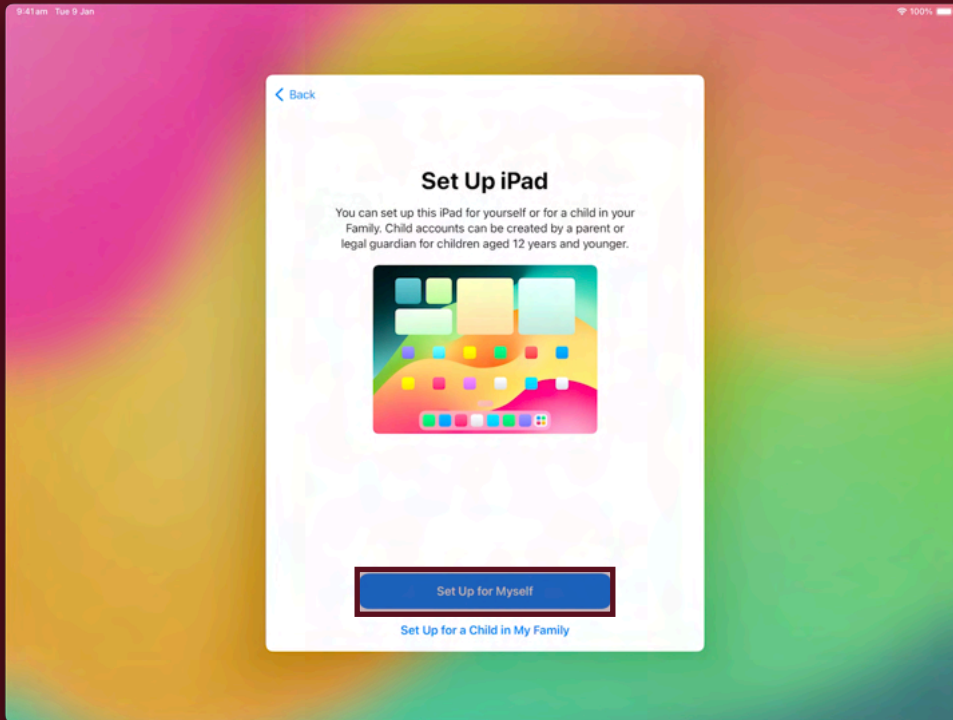 9:41 am Tue 9 Jan
100%
Back
Set Up iPad
You can set up this iPad for yourself or for a child in your
Family. Child accounts can be created by a parent or
legal guardian for children aged 12 years and younger.
Set Up for Myself
Set Up for a Child in My Family